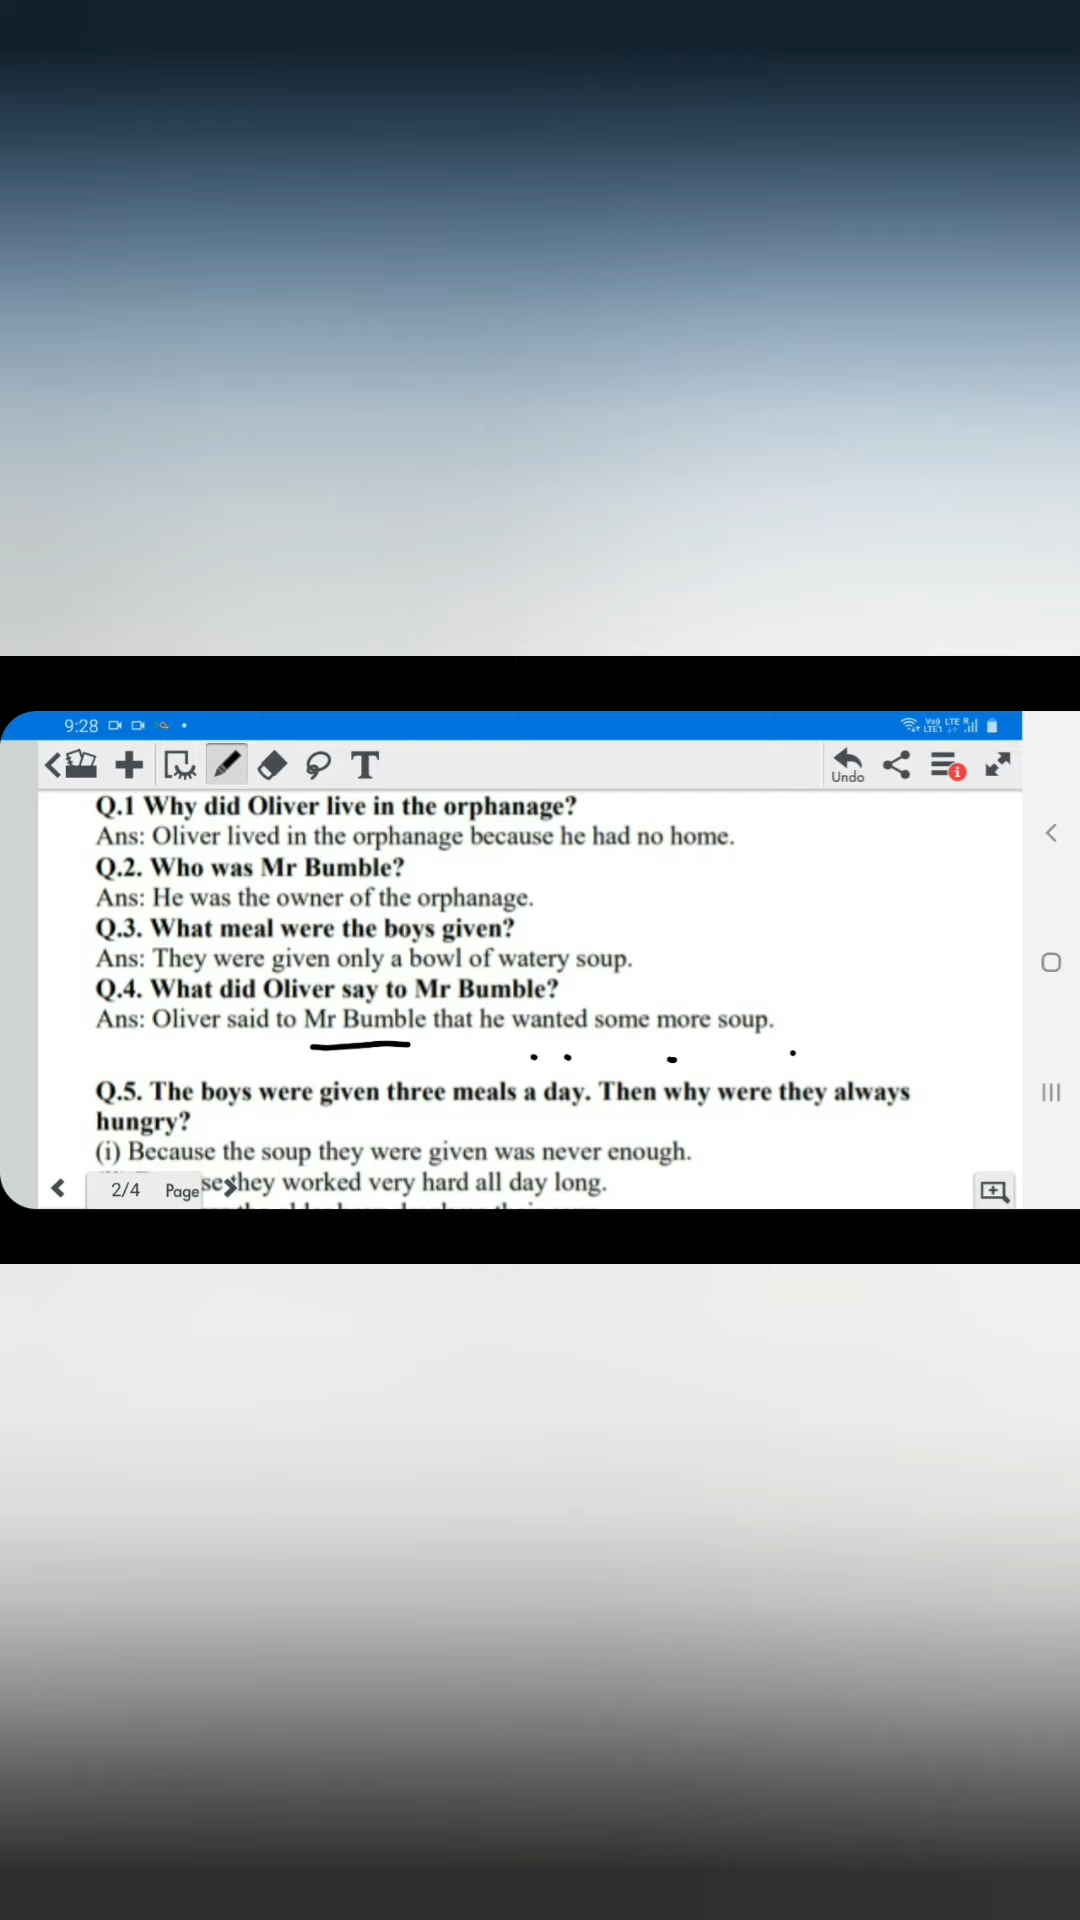 9:28
Vo)) LTE R
LTE1
Undo
Q.1 Why did Oliver live in the orphanage?
Ans: Oliver lived in the orphanage because he had no home.
Q.2. Who was Mr Bumble?
Ans: He was the owner of the orphanage.
Q.3. What meal were the boys given?
Ans: They were given only a bowl of watery soup.
Q.4. What did Oliver say to Mr Bumble?
Ans: Oliver said to Mr Bumble that he wanted some more soup.
Q.5. The boys were given three meals a day. Then why were they always
hungry?
(i) Because the soup they were given was never enough.
they worked very hard all day long.
2/4 Page